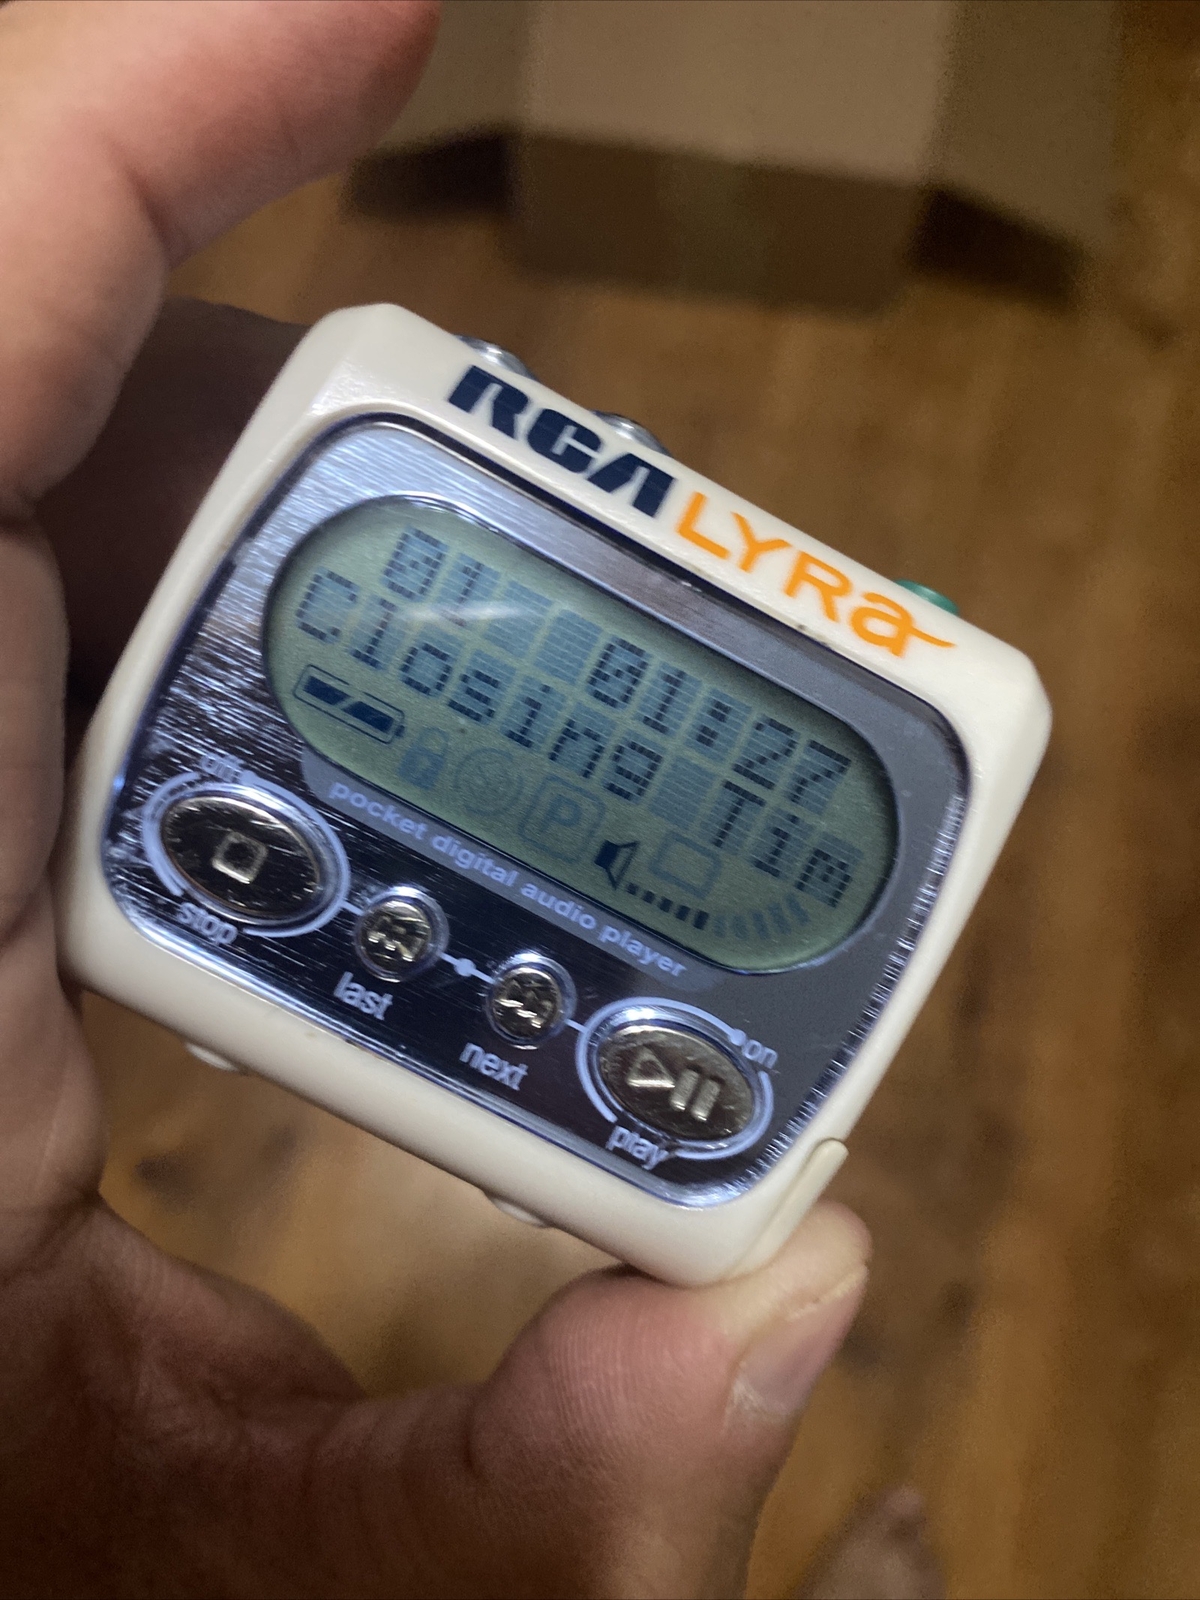 RCA LYRa
01 01:27
Closing Tim
P
pocket digital audio player
off
stop
last
next
on
play